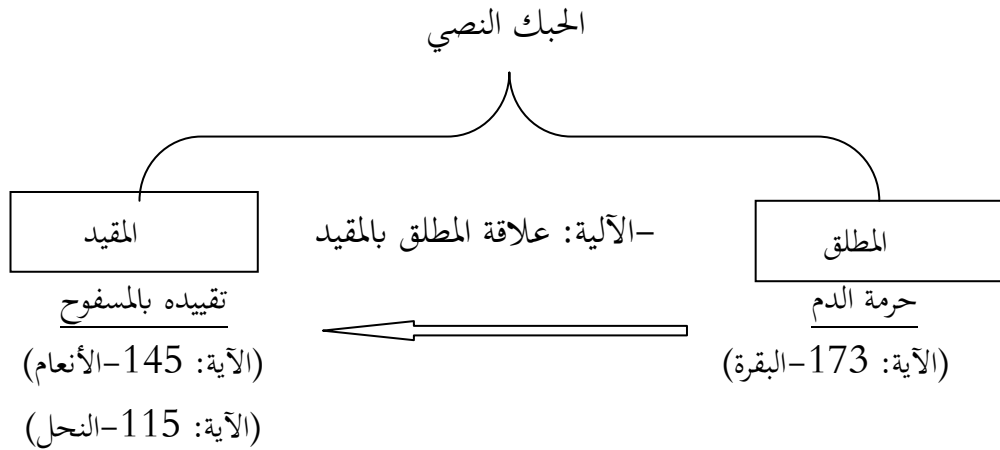 الحبك النصي
المطلق
-الآلية: علاقة المطلق بالمقيد
المقيد
حرمة الدم
تقييده بالمسفوح
(الآية: 173-البقرة)
(الآية: 145-الأنعام)
(الآية: 115-النحل)